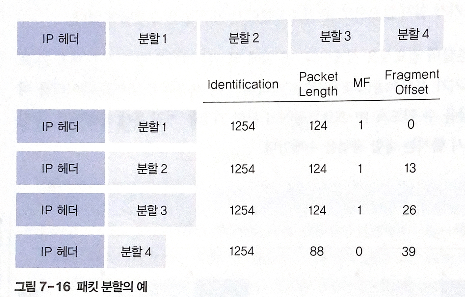 IP 헤더 분할 1 분할 2 분할 3 분할 4
Identification Packet Length MF Fragment Offset
IP 헤더 분할 1 1254 124 1 0
IP 헤더 분할 2 1254 124 1 13
IP 헤더 분할 3 1254 124 1 26
IP 헤더 분할 4 1254 88 0 39
그림 7-16 패킷 분할의 예